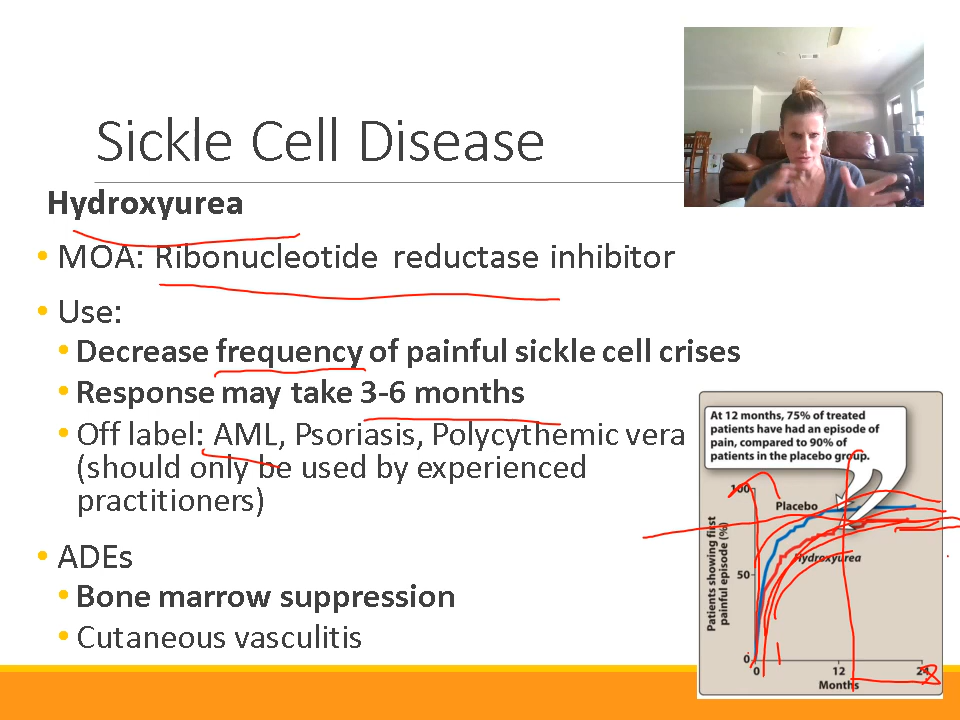 Sickle Cell Disease
Hydroxyurea
• MOA: Ribonucleotide reductase inhibitor
• Use:
• Decrease frequency of painful sickle cell crises
• Response may take 3-6 months
• Off label: AML, Psoriasis, Polycythemic vera
(should only be used by experienced
practitioners)
• ADEs
• Bone marrow suppression
• Cutaneous vasculitis
At 12 months, 75% of treated
patients have had an episode of
pain, compared to 90% of
patients in the placebo group.
Patients showing first
painful episode (%)
100
50
0
Placebo
Hydroxyurea
0 12 24
Months